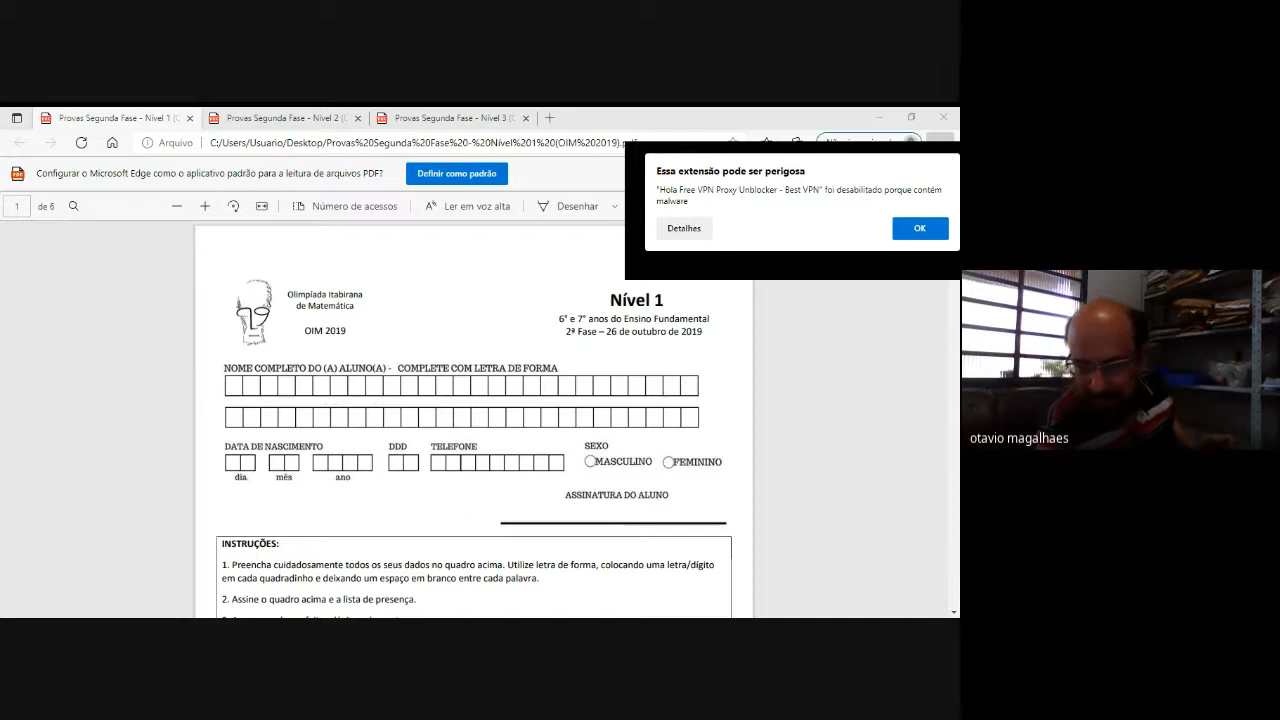 Provas Segunda Fase - Nível 1 (
Provas Segunda Fase - Nível 2 (
Provas Segunda Fase - Nível 3 (
Arquivo
C:/Users/Usuario/Desktop/Provas%20Segunda%20Fase%20-%20Nível%201%20(OIM%202019).pdf
Configurar o Microsoft Edge como o aplicativo padrão para a leitura de arquivos PDF?
Definir como padrão
Essa extensão pode ser perigosa
"Hola Free VPN Proxy Unblocker - Best VPN" foi desabilitado porque contém
malware
Detalhes
OK
1
de 6
Número de acessos
Ler em voz alta
Desenhar
Olimpíada Itabirana
de Matemática
OIM 2019
Nível 1
6° e 7° anos do Ensino Fundamental
2ª Fase – 26 de outubro de 2019
NOME COMPLETO DO (A) ALUNO(A) - COMPLETE COM LETRA DE FORMA
DATA DE NASCIMENTO
DDD
TELEFONE
SEXO
MASCULINO
FEMININO
dia
mês
ano
ASSINATURA DO ALUNO
INSTRUÇÕES:
1. Preencha cuidadosamente todos os seus dados no quadro acima. Utilize letra de forma, colocando uma letra/dígito
em cada quadradinho e deixando um espaço em branco entre cada palavra.
2. Assine o quadro acima e a lista de presença.
otavio magalhaes